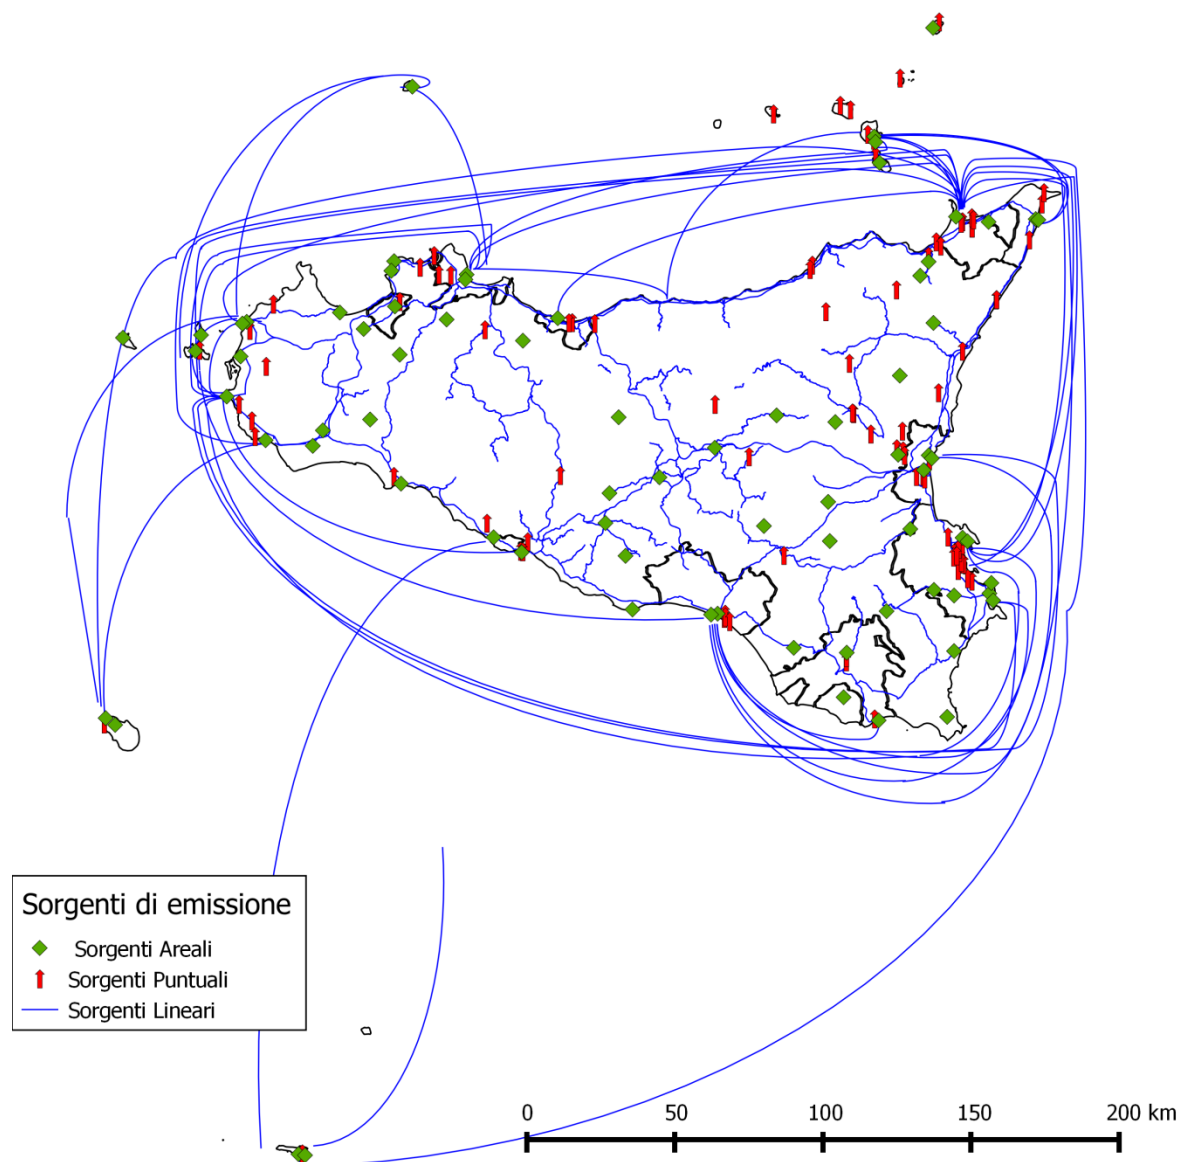 Sorgenti di emissione
Sorgenti Areali
Sorgenti Puntuali
Sorgenti Lineari
0 50 100 150 200 km